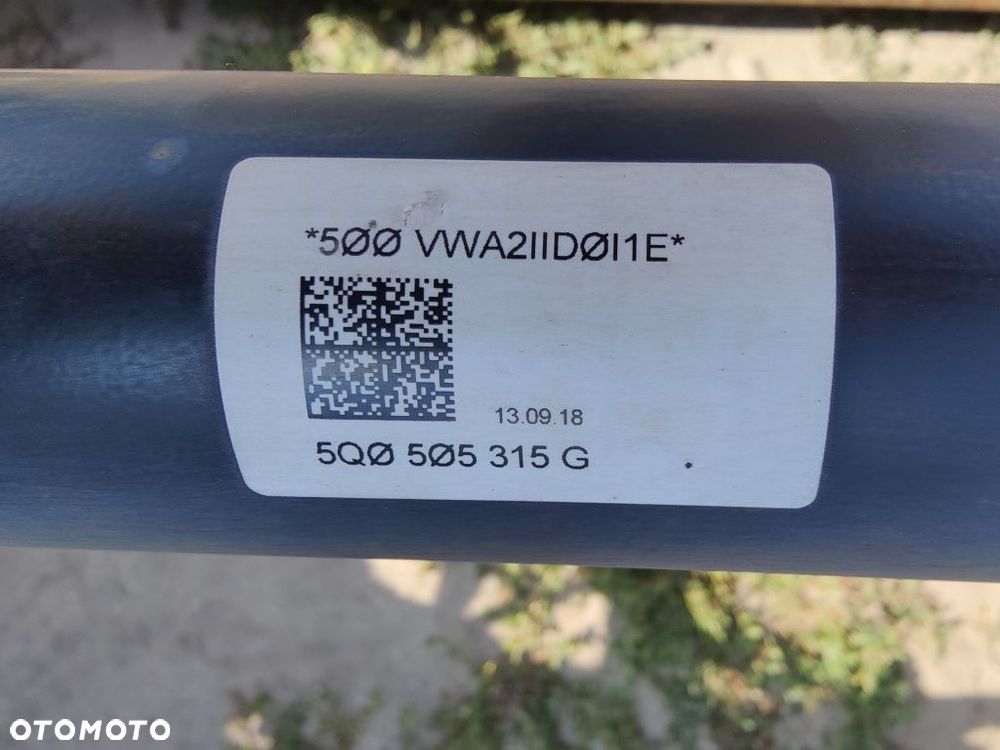 *5ØØ VWA2IIDØI1E*
13.09.18
5QØ 5Ø5 315 G
OTOMOTO